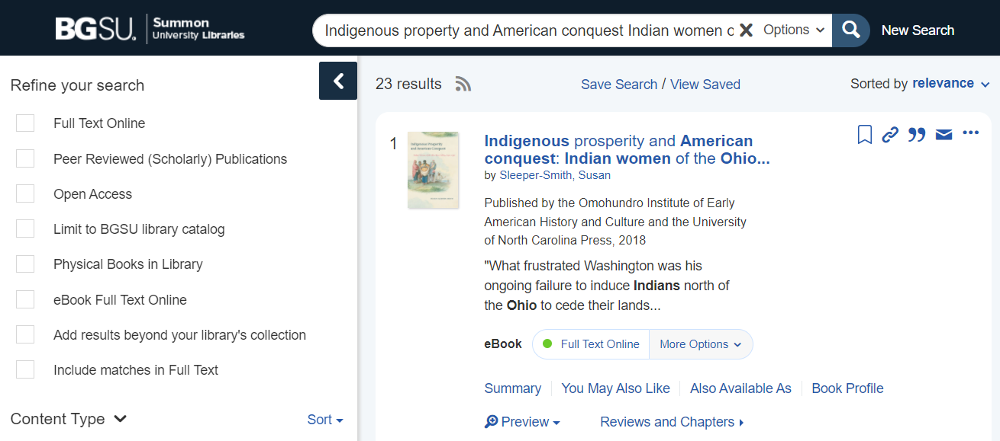 BGSU. Summon
University Libraries
Indigenous property and American conquest Indian women o
Options
New Search
Refine your search
Full Text Online
Peer Reviewed (Scholarly) Publications
Open Access
Limit to BGSU library catalog
Physical Books in Library
eBook Full Text Online
Add results beyond your library's collection
Include matches in Full Text
Content Type
Sort
23 results
Save Search / View Saved
Sorted by relevance
1
Indigenous Prosperity
and American Conquest
Indigenous prosperity and American
conquest: Indian women of the Ohio...
by Sleeper-Smith, Susan
Published by the Omohundro Institute of Early
American History and Culture and the University
of North Carolina Press, 2018
"What frustrated Washington was his
ongoing failure to induce Indians north of
the Ohio to cede their lands...
eBook
Full Text Online
More Options
Summary
You May Also Like
Also Available As
Book Profile
Preview
Reviews and Chapters